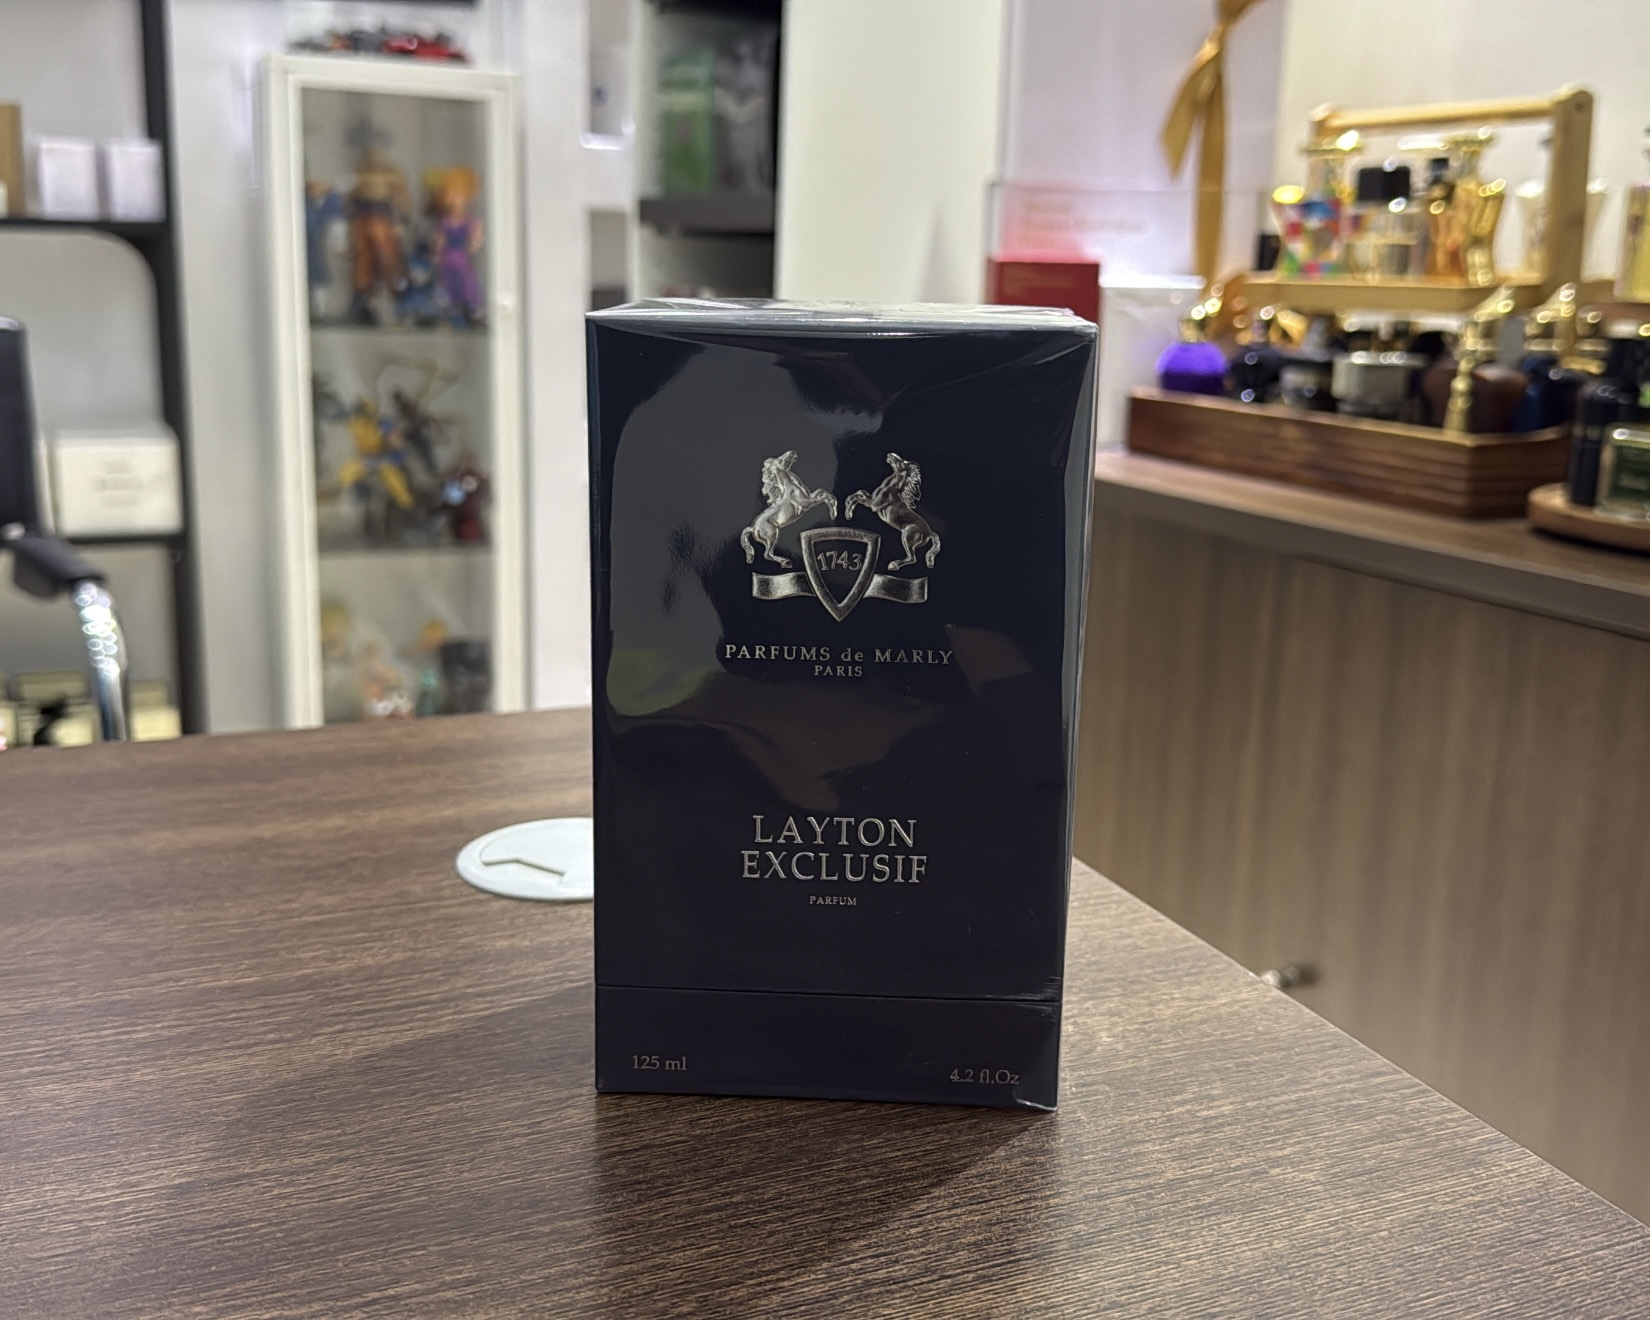 1743
PARFUMS de MARLY
PARIS
LAYTON
EXCLUSIF
PARFUM
125 ml
4.2 fl.Oz